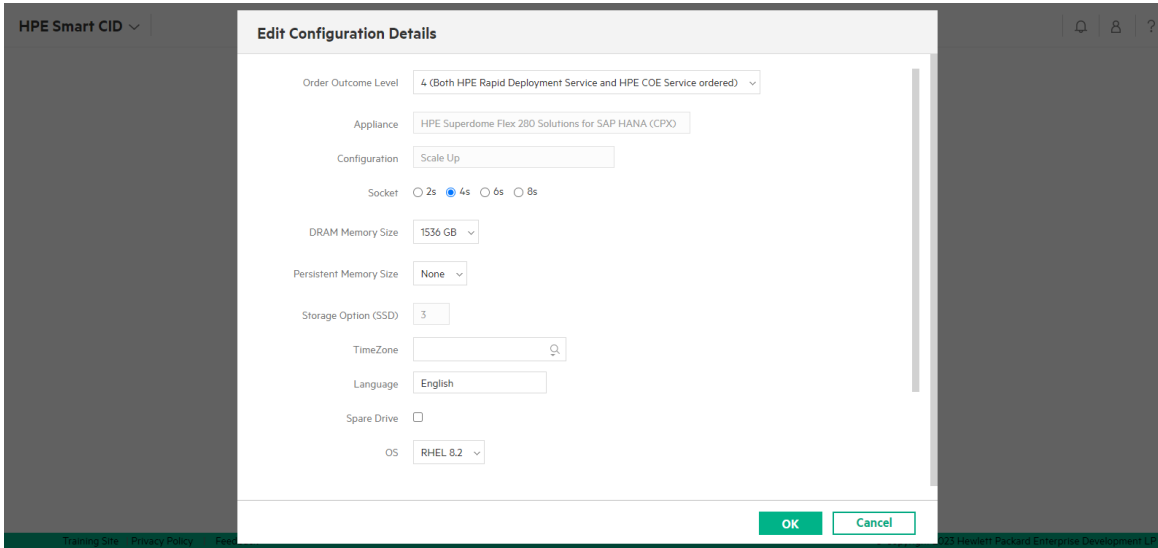 HPE Smart CID
?
Edit Configuration Details
Order Outcome Level 4 (Both HPE Rapid Deployment Service and HPE COE Service ordered)
Appliance HPE Superdome Flex 280 Solutions for SAP HANA (CPX)
Configuration Scale Up
Socket 2s 4s 6s 8s
DRAM Memory Size 1536 GB
Persistent Memory Size None
Storage Option (SSD) 3
TimeZone
Language English
Spare Drive
OS RHEL 8.2
OK Cancel
Training Site Privacy Policy 023 Hewlett Packard Enterprise Development LP